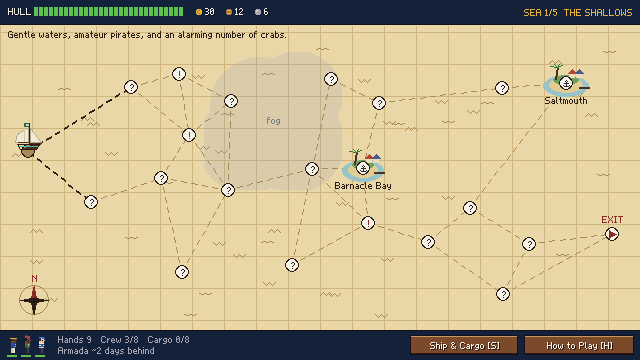 HULL 30 12 6 SEA 1/5 THE SHALLOWS
Gentle waters, amateur pirates, and an alarming number of crabs.
? ! ? ? ? ?
Saltmouth
fog
!
Barnacle Bay
? ? ? ?
? ! ? ?
EXIT
? ? ?
N
Hands 9 Crew 3/8 Cargo 0/8
Armada ~2 days behind
Ship & Cargo [S] How to Play [H]